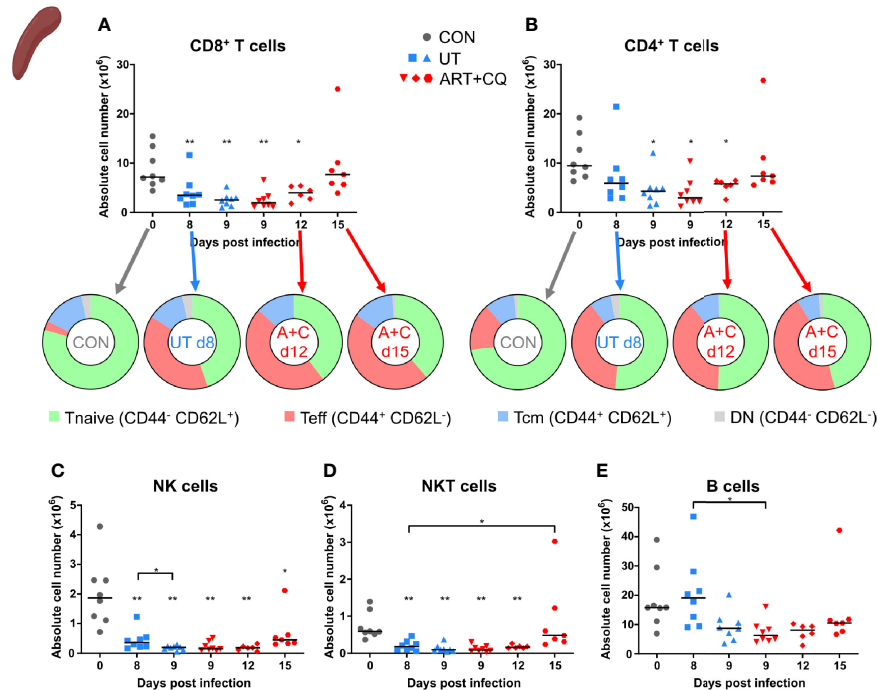 A
CD8⁺ T cells
Absolute cell number (x10⁶)
30
20
10
0
** ** ** *
0 8 9 9 12 15
Days post infection
CON
UT
ART+CQ
B
CD4⁺ T cells
Absolute cell number (x10⁶)
30
20
10
0
* * *
0 8 9 9 12 15
Days post infection
CON
UT d8
A+C d12
A+C d15
CON
UT d8
A+C d12
A+C d15
Tnaive (CD44⁻ CD62L⁺)
Teff (CD44⁺ CD62L⁻)
Tcm (CD44⁺ CD62L⁺)
DN (CD44⁻ CD62L⁻)
C
NK cells
Absolute cell number (x10⁶)
5
4
3
2
1
0
*
** ** ** ** *
0 8 9 9 12 15
Days post infection
D
NKT cells
Absolute cell number (x10⁶)
4
3
2
1
0
*
** ** ** **
0 8 9 9 12 15
Days post infection
E
B cells
Absolute cell number (x10⁶)
50
40
30
20
10
0
*
0 8 9 9 12 15
Days post infection